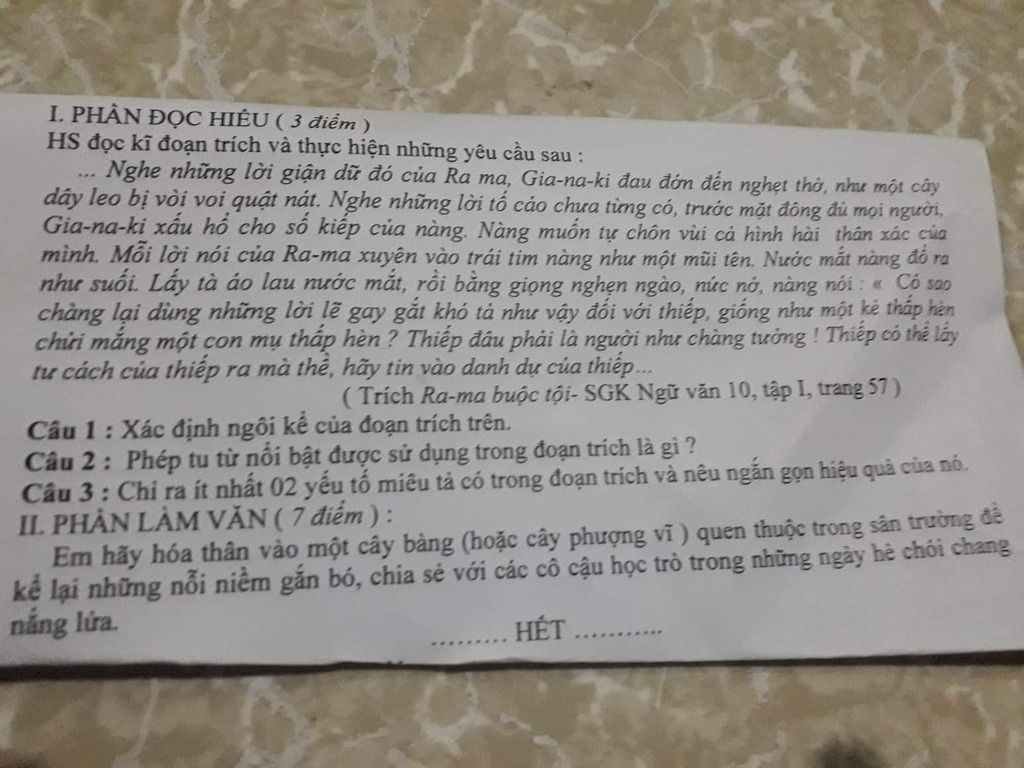 I. PHẦN ĐỌC HIỂU ( 3 điểm )
HS đọc kĩ đoạn trích và thực hiện những yêu cầu sau :
... Nghe những lời giận dữ đó của Ra ma, Gia-na-ki đau đớn đến nghẹt thở, như một cây
dây leo bị vòi voi quật nát. Nghe những lời tố cáo chưa từng có, trước mặt đông đủ mọi người,
Gia-na-ki xấu hổ cho số kiếp của nàng. Nàng muốn tự chôn vùi cả hình hài thân xác của
mình. Mỗi lời nói của Ra-ma xuyên vào trái tim nàng như một mũi tên. Nước mắt nàng đổ ra
như suối. Lấy tà áo lau nước mắt, rồi bằng giọng nghẹn ngào, nức nở, nàng nói : « Cớ sao
chàng lại dùng những lời lẽ gay gắt khó tả như vậy đối với thiếp, giống như một kẻ thấp hèn
chửi mắng một con mụ thấp hèn ? Thiếp đâu phải là người như chàng tưởng ! Thiếp có thể lấy
tư cách của thiếp ra mà thề, hãy tin vào danh dự của thiếp...
( Trích Ra-ma buộc tội- SGK Ngữ văn 10, tập I, trang 57 )
Câu 1 : Xác định ngôi kể của đoạn trích trên.
Câu 2 : Phép tu từ nổi bật được sử dụng trong đoạn trích là gì ?
Câu 3 : Chỉ ra ít nhất 02 yếu tố miêu tả có trong đoạn trích và nêu ngắn gọn hiệu quả của nó.
II. PHẦN LÀM VĂN ( 7 điểm ) :
Em hãy hóa thân vào một cây bàng (hoặc cây phượng vĩ ) quen thuộc trong sân trường để
kể lại những nỗi niềm gắn bó, chia sẻ với các cô cậu học trò trong những ngày hè chói chang
nắng lửa.
......... HẾT ...........